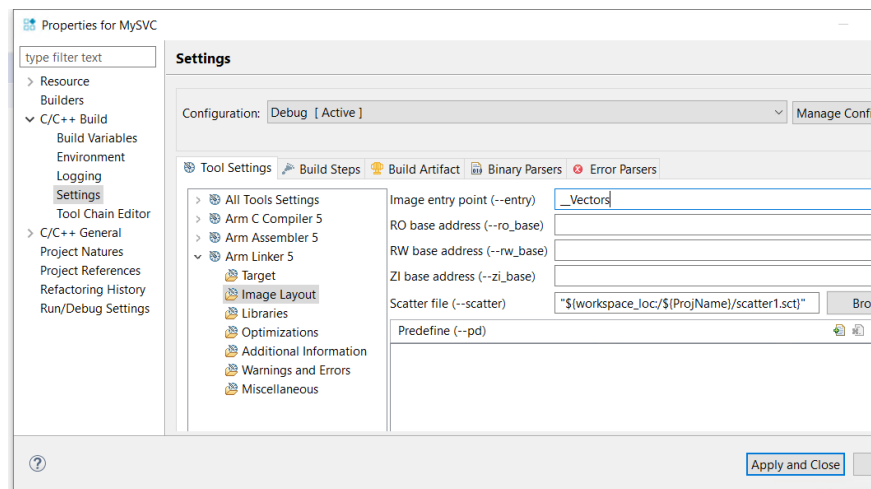 Properties for MySVC
type filter text
Settings
Resource
Builders
C/C++ Build
Build Variables
Environment
Logging
Settings
Tool Chain Editor
C/C++ General
Project Natures
Project References
Refactoring History
Run/Debug Settings
Configuration: Debug [ Active ]
Manage Confi
Tool Settings Build Steps Build Artifact Binary Parsers Error Parsers
All Tools Settings
Arm C Compiler 5
Arm Assembler 5
Arm Linker 5
Target
Image Layout
Libraries
Optimizations
Additional Information
Warnings and Errors
Miscellaneous
Image entry point (--entry) __Vectors
RO base address (--ro_base)
RW base address (--rw_base)
ZI base address (--zi_base)
Scatter file (--scatter) "${workspace_loc:/${ProjName}/scatter1.sct}" Bro
Predefine (--pd)
Apply and Close